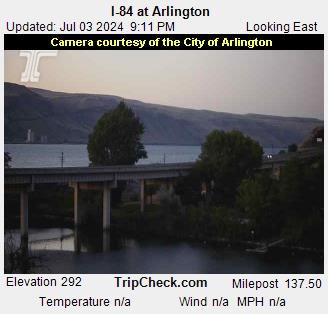 I-84 at Arlington
Updated: Jul 03 2024 9:11 PM Looking East
Camera courtesy of the City of Arlington
Elevation 292 TripCheck.com Milepost 137.50
Temperature n/a Wind n/a MPH n/a